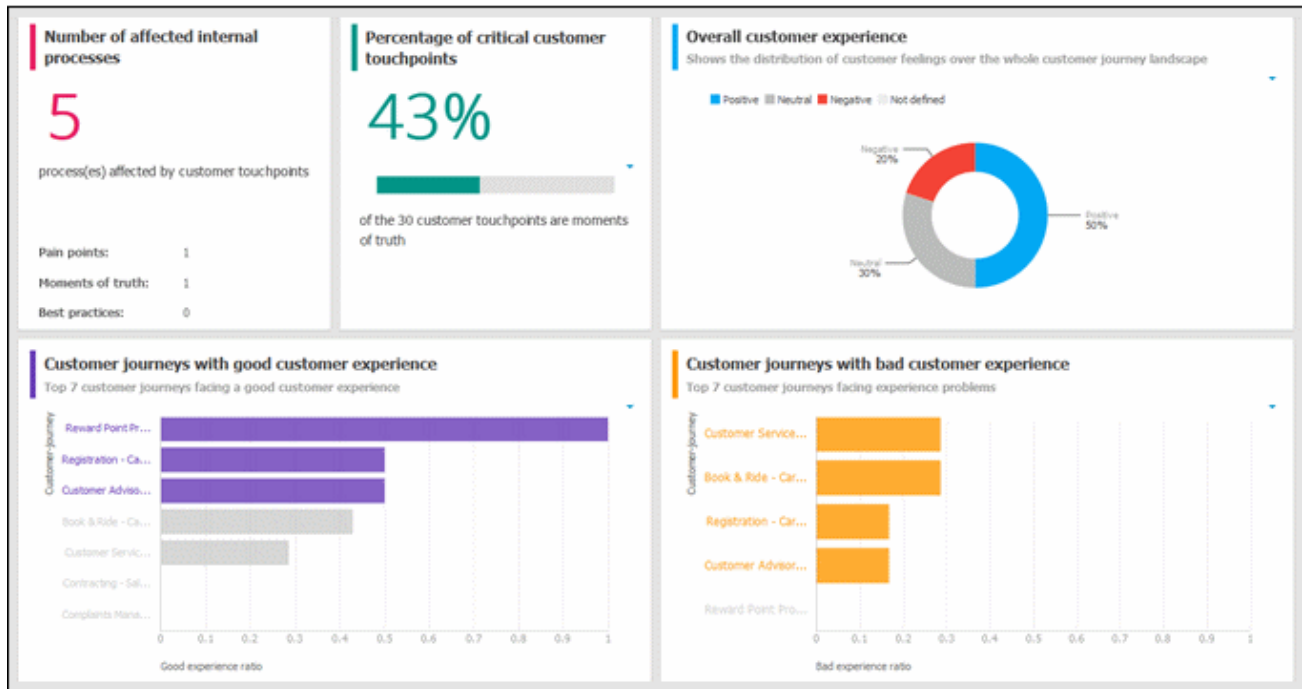 Number of affected internal
processes
5
process(es) affected by customer touchpoints
Pain points: 1
Moments of truth: 1
Best practices: 0
Percentage of critical customer
touchpoints
43%
of the 30 customer touchpoints are moments
of truth
Overall customer experience
Shows the distribution of customer feelings over the whole customer journey landscape
Positive Neutral Negative Not defined
Negative
20%
Positive
50%
Neutral
30%
Customer journeys with good customer experience
Top 7 customer journeys facing a good customer experience
Customer-journey
Reward Point Pr...
Registration - Ca...
Customer Adviso...
Book & Ride - Ca...
Customer Servic...
Contracting - Sal...
Complaints Mana...
0 0.1 0.2 0.3 0.4 0.5 0.6 0.7 0.8 0.9 1
Good experience ratio
Customer journeys with bad customer experience
Top 7 customer journeys facing experience problems
Customer-journey
Customer Service...
Book & Ride - Car...
Registration - Car...
Customer Advisor...
Reward Point Pro...
0 0.1 0.2 0.3 0.4 0.5 0.6 0.7 0.8 0.9 1
Bad experience ratio